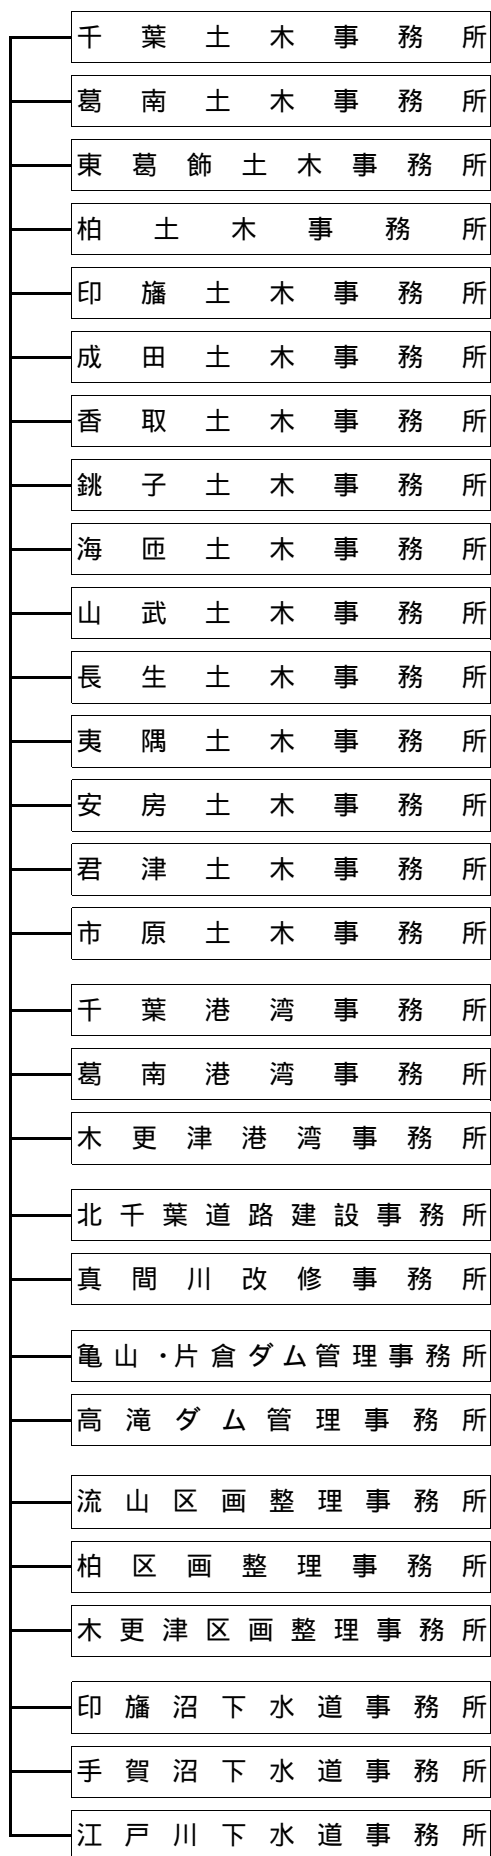 千葉土木事務所
葛南土木事務所
東葛飾土木事務所
柏土木事務所
印旛土木事務所
成田土木事務所
香取土木事務所
銚子土木事務所
海匝土木事務所
山武土木事務所
長生土木事務所
夷隅土木事務所
安房土木事務所
君津土木事務所
市原土木事務所
千葉港湾事務所
葛南港湾事務所
木更津港湾事務所
北千葉道路建設事務所
真間川改修事務所
亀山・片倉ダム管理事務所
高滝ダム管理事務所
流山区画整理事務所
柏区画整理事務所
木更津区画整理事務所
印旛沼下水道事務所
手賀沼下水道事務所
江戸川下水道事務所